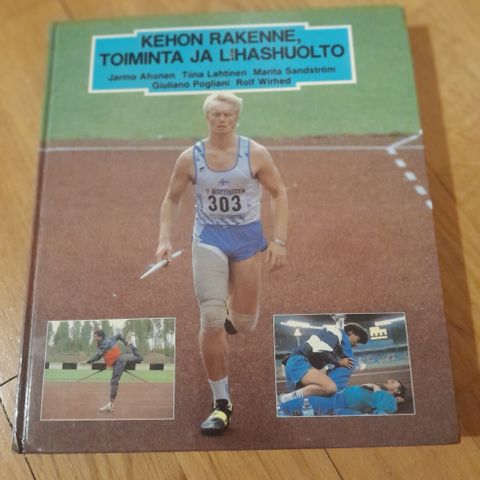 KEHON RAKENNE,
TOIMINTA JA LIHASHUOLTO
Jarmo Ahonen Tiina Lahtinen Marita Sandström
Giuliano Pogliani Rolf Wirhed
303